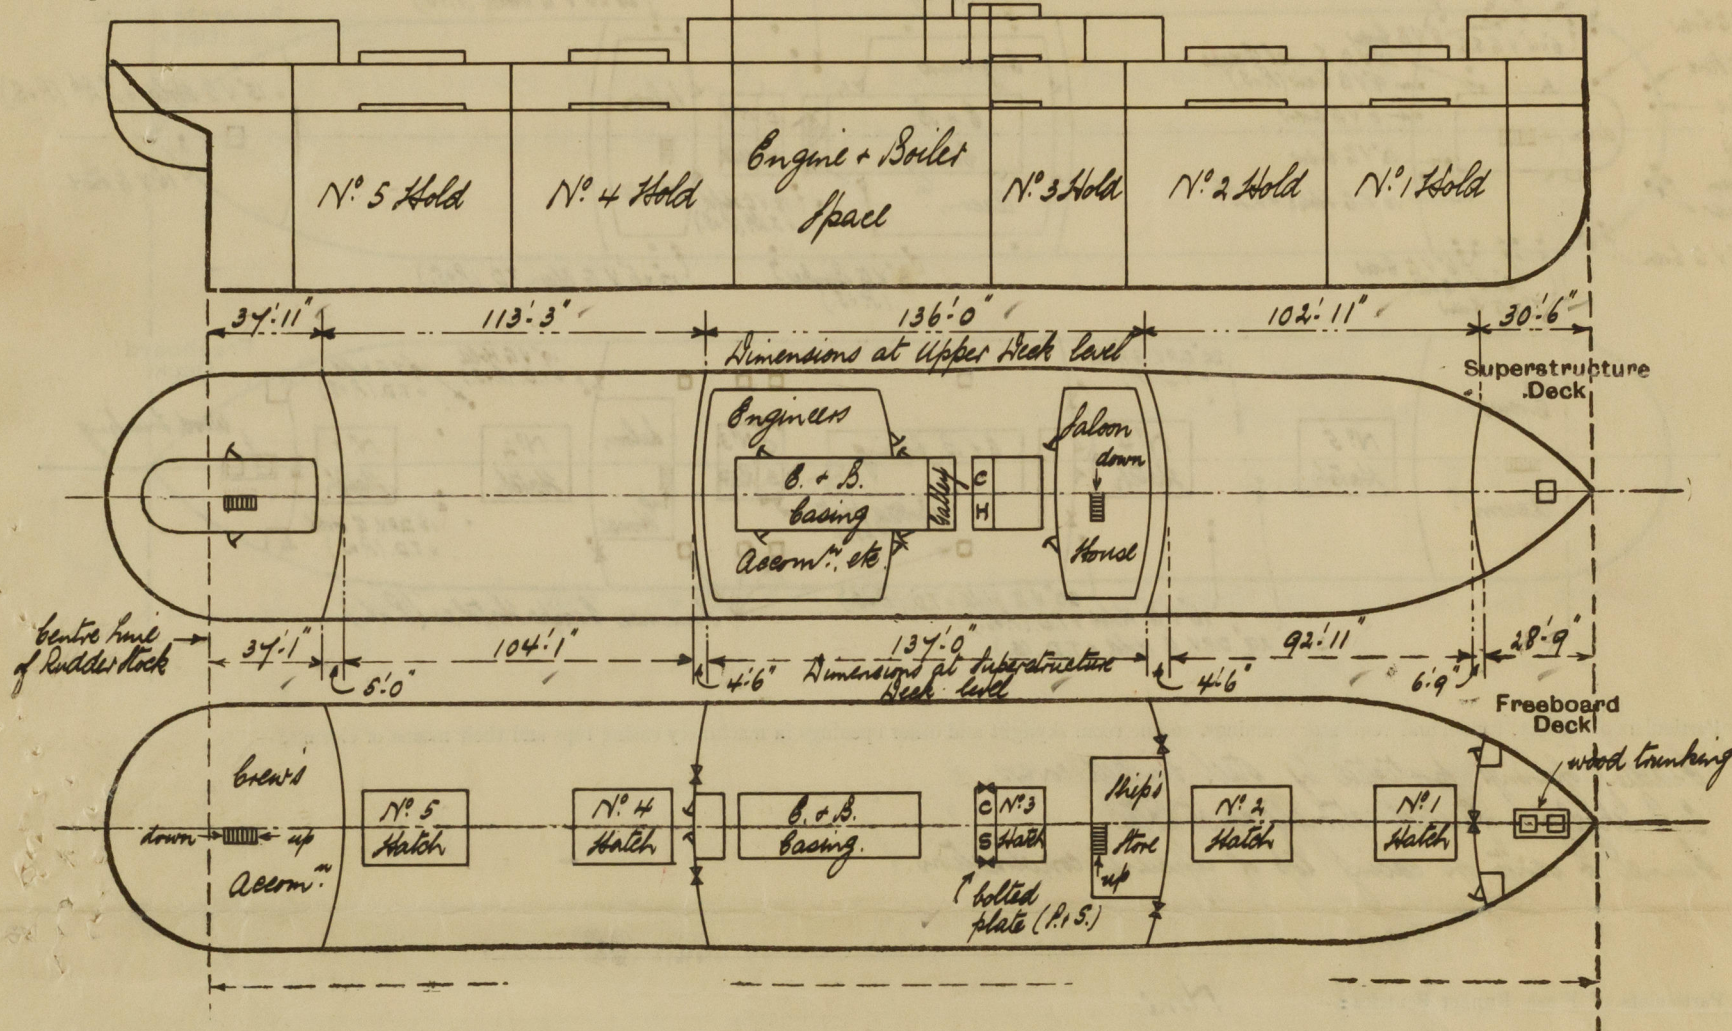 Nº 5 Hold
Nº 4 Hold
Engine + Boiler
Space
Nº 3 Hold
Nº 2 Hold
Nº 1 Hold
37'-11"
113'-3"
136'-0"
102'-11"
30'-6"
Dimensions at Upper Deck level
Superstructure
Deck
Engineers
Saloon
down
E. + B.
Casing
Galley
C
H
Accomⁿ. etc.
House
Centre Line
of Rudder Stock
37'-1"
5'-0"
104'-1"
4'-6"
137'-0"
Dimensions at Superstructure
Deck level
4'-6"
92'-11"
6'-9"
28'-9"
Freeboard
Deck
wood trunking
Crew's
down
up
Accomⁿ.
Nº 5
Hatch
Nº 4
Hatch
E. + B.
Casing.
C
S
Nº 3
Hatch
Ship's
Store
up
Nº 2
Hatch
Nº 1
Hatch
bolted
plate (P. & S.)